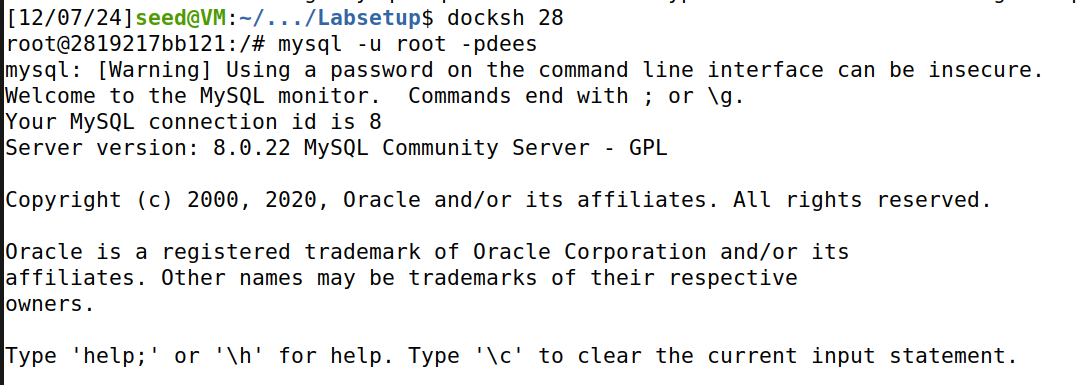 [12/07/24]seed@VM:~/.../Labsetup$ docksh 28
root@2819217bb121:/# mysql -u root -pdees
mysql: [Warning] Using a password on the command line interface can be insecure.
Welcome to the MySQL monitor.  Commands end with ; or \g.
Your MySQL connection id is 8
Server version: 8.0.22 MySQL Community Server - GPL

Copyright (c) 2000, 2020, Oracle and/or its affiliates. All rights reserved.

Oracle is a registered trademark of Oracle Corporation and/or its
affiliates. Other names may be trademarks of their respective
owners.

Type 'help;' or '\h' for help. Type '\c' to clear the current input statement.